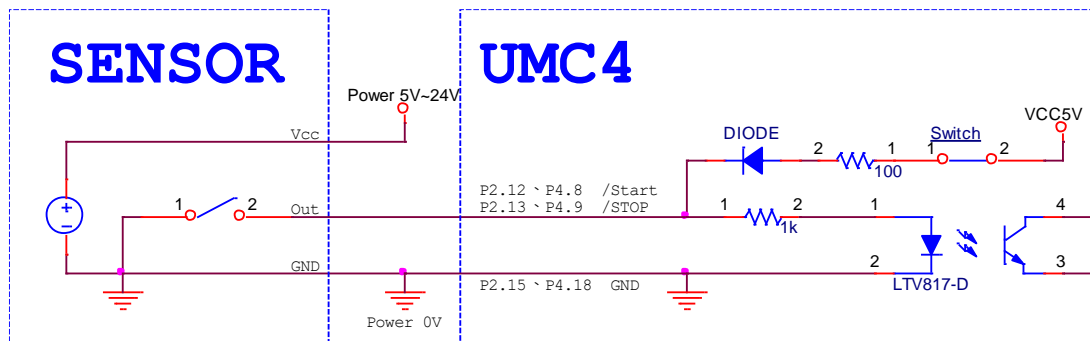 SENSOR
UMC4
Power 5V~24V
Vcc
DIODE
2
1
100
Switch
1
2
VCC5V
1
2
Out
P2.12、P4.8 /Start
P2.13、P4.9 /STOP
1
2
1k
1
4
GND
2
3
P2.15、P4.18 GND
LTV817-D
Power 0V